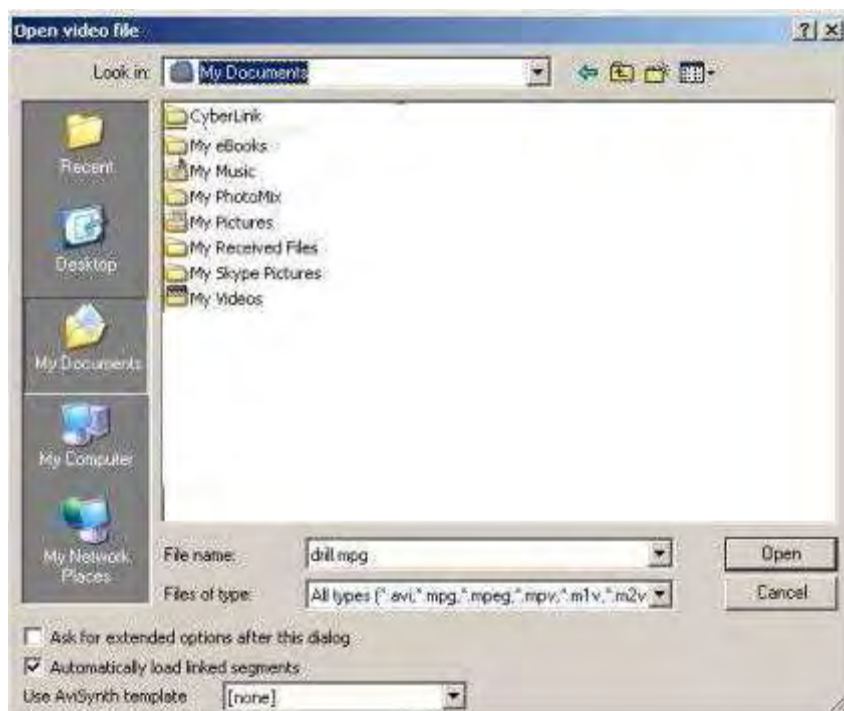 Open video file
Look in: My Documents
Recent
Desktop
My Documents
My Computer
My Network
Places
CyberLink
My eBooks
My Music
My PhotoMix
My Pictures
My Received Files
My Skype Pictures
My Videos
File name: drill.mpg Open
Files of type: All types (*.avi,*.mpg,*.mpeg,*.mpv,*.m1v,*.m2v Cancel
Ask for extended options after this dialog
Automatically load linked segments
Use AviSynth template [none]